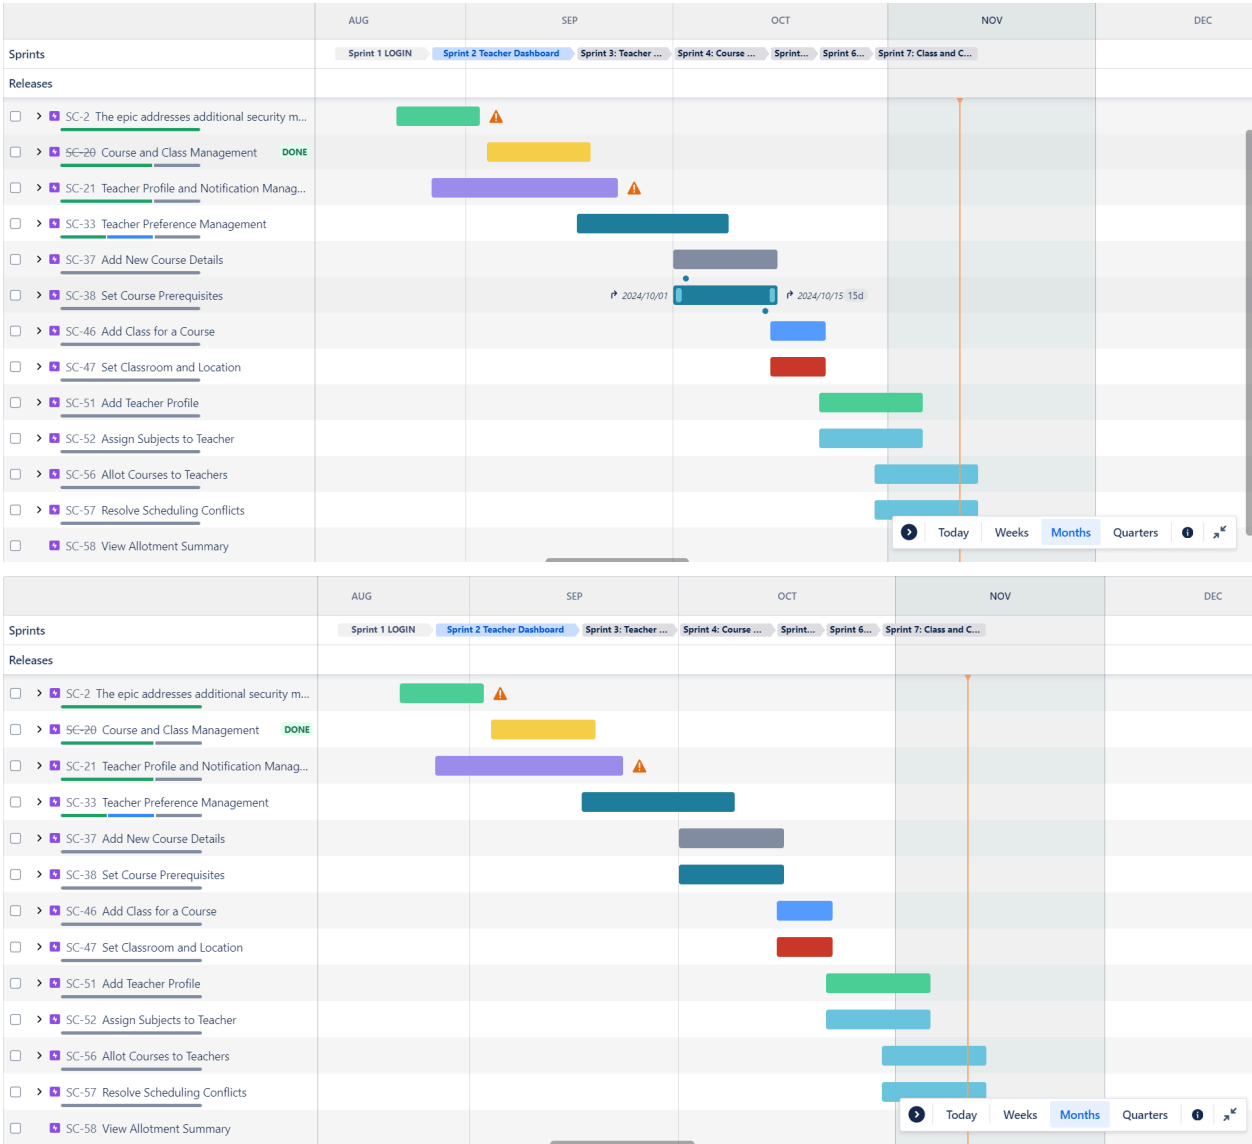 AUG SEP OCT NOV DEC
Sprints Sprint 1 LOGIN Sprint 2 Teacher Dashboard Sprint 3: Teacher ... Sprint 4: Course ... Sprint... Sprint 6... Sprint 7: Class and C...
Releases
SC-2 The epic addresses additional security m...
SC-20 Course and Class Management DONE
SC-21 Teacher Profile and Notification Manag...
SC-33 Teacher Preference Management
SC-37 Add New Course Details
SC-38 Set Course Prerequisites 2024/10/01 2024/10/15 15d
SC-46 Add Class for a Course
SC-47 Set Classroom and Location
SC-51 Add Teacher Profile
SC-52 Assign Subjects to Teacher
SC-56 Allot Courses to Teachers
SC-57 Resolve Scheduling Conflicts
Today Weeks Months Quarters
SC-58 View Allotment Summary
AUG SEP OCT NOV DEC
Sprints Sprint 1 LOGIN Sprint 2 Teacher Dashboard Sprint 3: Teacher ... Sprint 4: Course ... Sprint... Sprint 6... Sprint 7: Class and C...
Releases
SC-2 The epic addresses additional security m...
SC-20 Course and Class Management DONE
SC-21 Teacher Profile and Notification Manag...
SC-33 Teacher Preference Management
SC-37 Add New Course Details
SC-38 Set Course Prerequisites
SC-46 Add Class for a Course
SC-47 Set Classroom and Location
SC-51 Add Teacher Profile
SC-52 Assign Subjects to Teacher
SC-56 Allot Courses to Teachers
SC-57 Resolve Scheduling Conflicts
Today Weeks Months Quarters
SC-58 View Allotment Summary